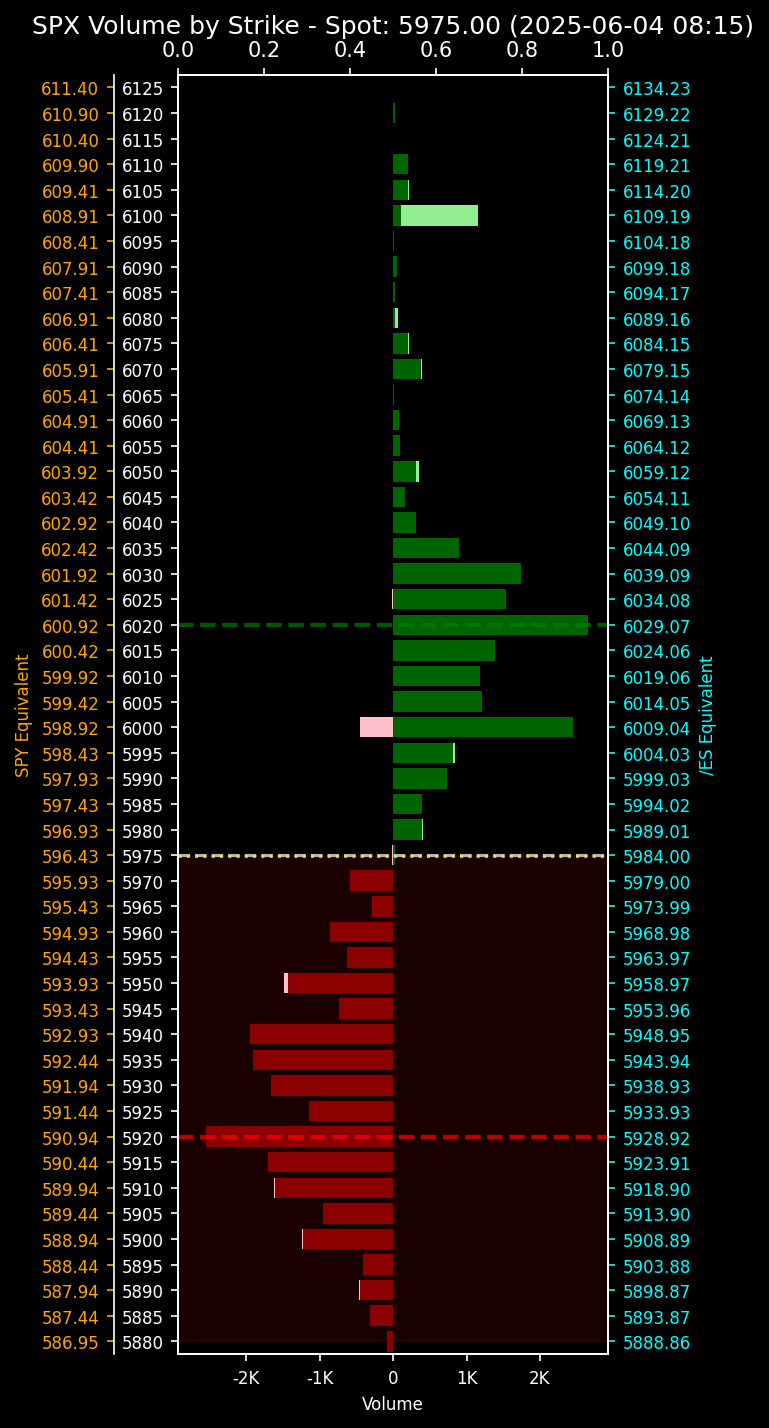 SPX Volume by Strike - Spot: 5975.00 (2025-06-04 08:15)
0.0 0.2 0.4 0.6 0.8 1.0
611.40 6125 6134.23
610.90 6120 6129.22
610.40 6115 6124.21
609.90 6110 6119.21
609.41 6105 6114.20
608.91 6100 6109.19
608.41 6095 6104.18
607.91 6090 6099.18
607.41 6085 6094.17
606.91 6080 6089.16
606.41 6075 6084.15
605.91 6070 6079.15
605.41 6065 6074.14
604.91 6060 6069.13
604.41 6055 6064.12
603.92 6050 6059.12
603.42 6045 6054.11
602.92 6040 6049.10
602.42 6035 6044.09
601.92 6030 6039.09
601.42 6025 6034.08
600.92 6020 6029.07
600.42 6015 6024.06
599.92 6010 6019.06
599.42 6005 6014.05
598.92 6000 6009.04
598.43 5995 6004.03
597.93 5990 5999.03
597.43 5985 5994.02
596.93 5980 5989.01
596.43 5975 5984.00
595.93 5970 5979.00
595.43 5965 5973.99
594.93 5960 5968.98
594.43 5955 5963.97
593.93 5950 5958.97
593.43 5945 5953.96
592.93 5940 5948.95
592.44 5935 5943.94
591.94 5930 5938.93
591.44 5925 5933.93
590.94 5920 5928.92
590.44 5915 5923.91
589.94 5910 5918.90
589.44 5905 5913.90
588.94 5900 5908.89
588.44 5895 5903.88
587.94 5890 5898.87
587.44 5885 5893.87
586.95 5880 5888.86
SPY Equivalent
/ES Equivalent
-2K -1K 0 1K 2K
Volume